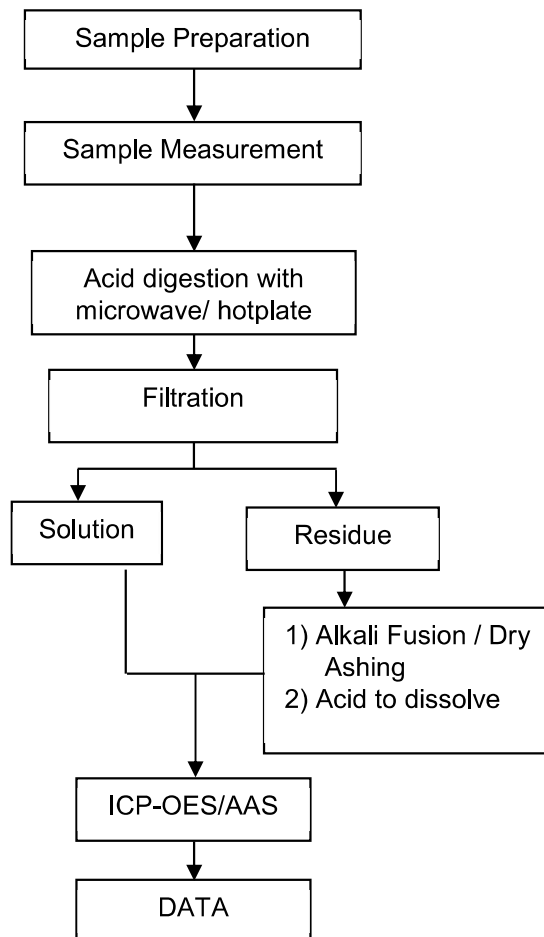 Sample Preparation
Sample Measurement
Acid digestion with
microwave/ hotplate
Filtration
Solution
Residue
1) Alkali Fusion / Dry
Ashing
2) Acid to dissolve
ICP-OES/AAS
DATA